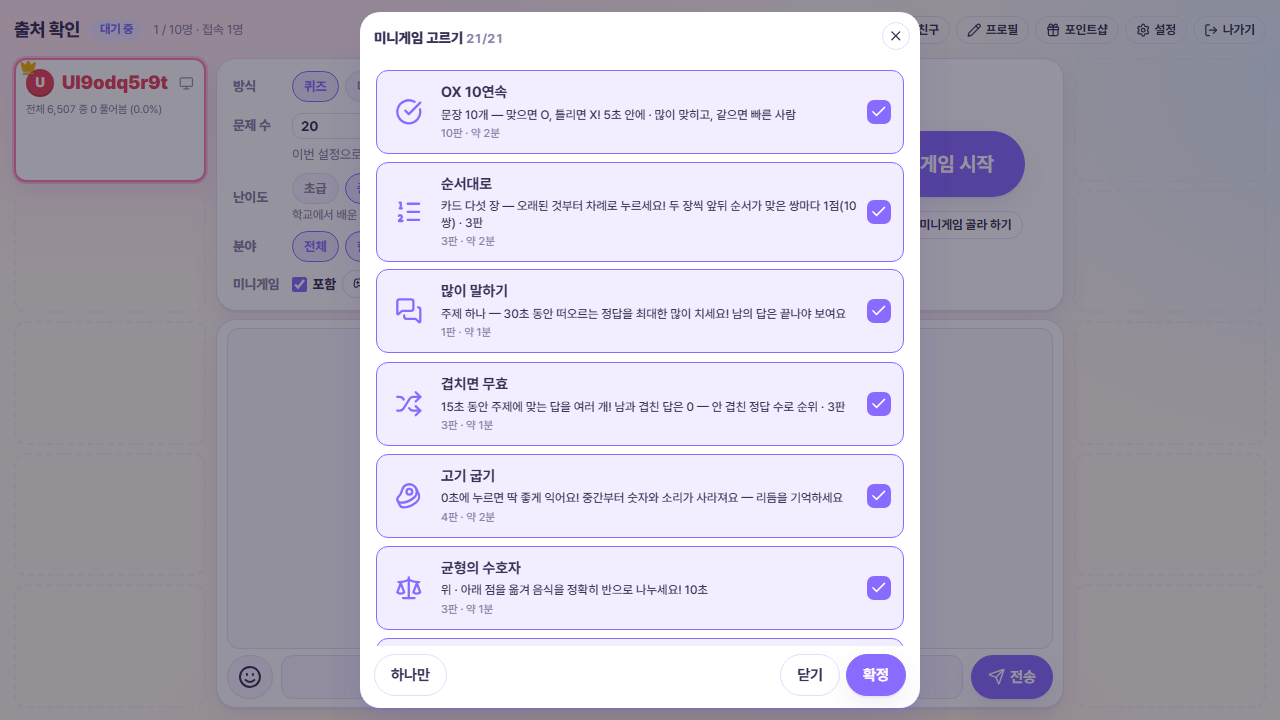 출처 확인 대기 중 1 / 10명 · 접속 1명
친구 프로필 포인트샵 설정 나가기
U UI9odq5r9t
전체 6,507 중 0 풀어봄 (0.0%)
방식 퀴즈
문제 수 20
이번 설정으로
난이도 초급
학교에서 배운
분야 전체
미니게임 포함
게임 시작
미니게임 골라 하기
전송
미니게임 고르기 21/21
OX 10연속
문장 10개 — 맞으면 O, 틀리면 X! 5초 안에 · 많이 맞히고, 같으면 빠른 사람
10판 · 약 2분
순서대로
카드 다섯 장 — 오래된 것부터 차례로 누르세요! 두 장씩 앞뒤 순서가 맞은 쌍마다 1점(10
쌍) · 3판
3판 · 약 2분
많이 말하기
주제 하나 — 30초 동안 떠오르는 정답을 최대한 많이 치세요! 남의 답은 끝나야 보여요
1판 · 약 1분
겹치면 무효
15초 동안 주제에 맞는 답을 여러 개! 남과 겹친 답은 0 — 안 겹친 정답 수로 순위 · 3판
3판 · 약 1분
고기 굽기
0초에 누르면 딱 좋게 익어요! 중간부터 숫자와 소리가 사라져요 — 리듬을 기억하세요
4판 · 약 2분
균형의 수호자
위 · 아래 점을 옮겨 음식을 정확히 반으로 나누세요! 10초
3판 · 약 1분
하나만 닫기 확정